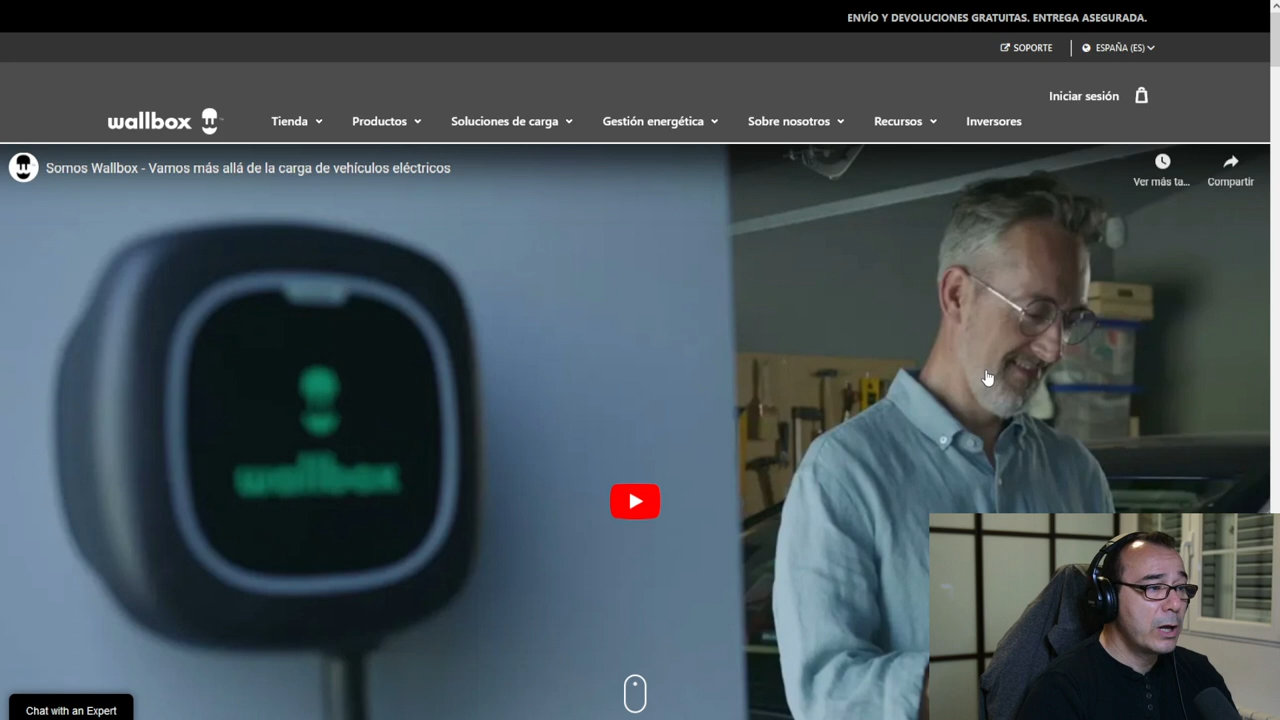 ENVÍO Y DEVOLUCIONES GRATUITAS. ENTREGA ASEGURADA.
SOPORTE
ESPAÑA (ES)
Iniciar sesión
wallbox
Tienda Productos Soluciones de carga Gestión energética Sobre nosotros Recursos Inversores
Somos Wallbox - Vamos más allá de la carga de vehículos eléctricos
Ver más ta...
Compartir
wallbox
Chat with an Expert